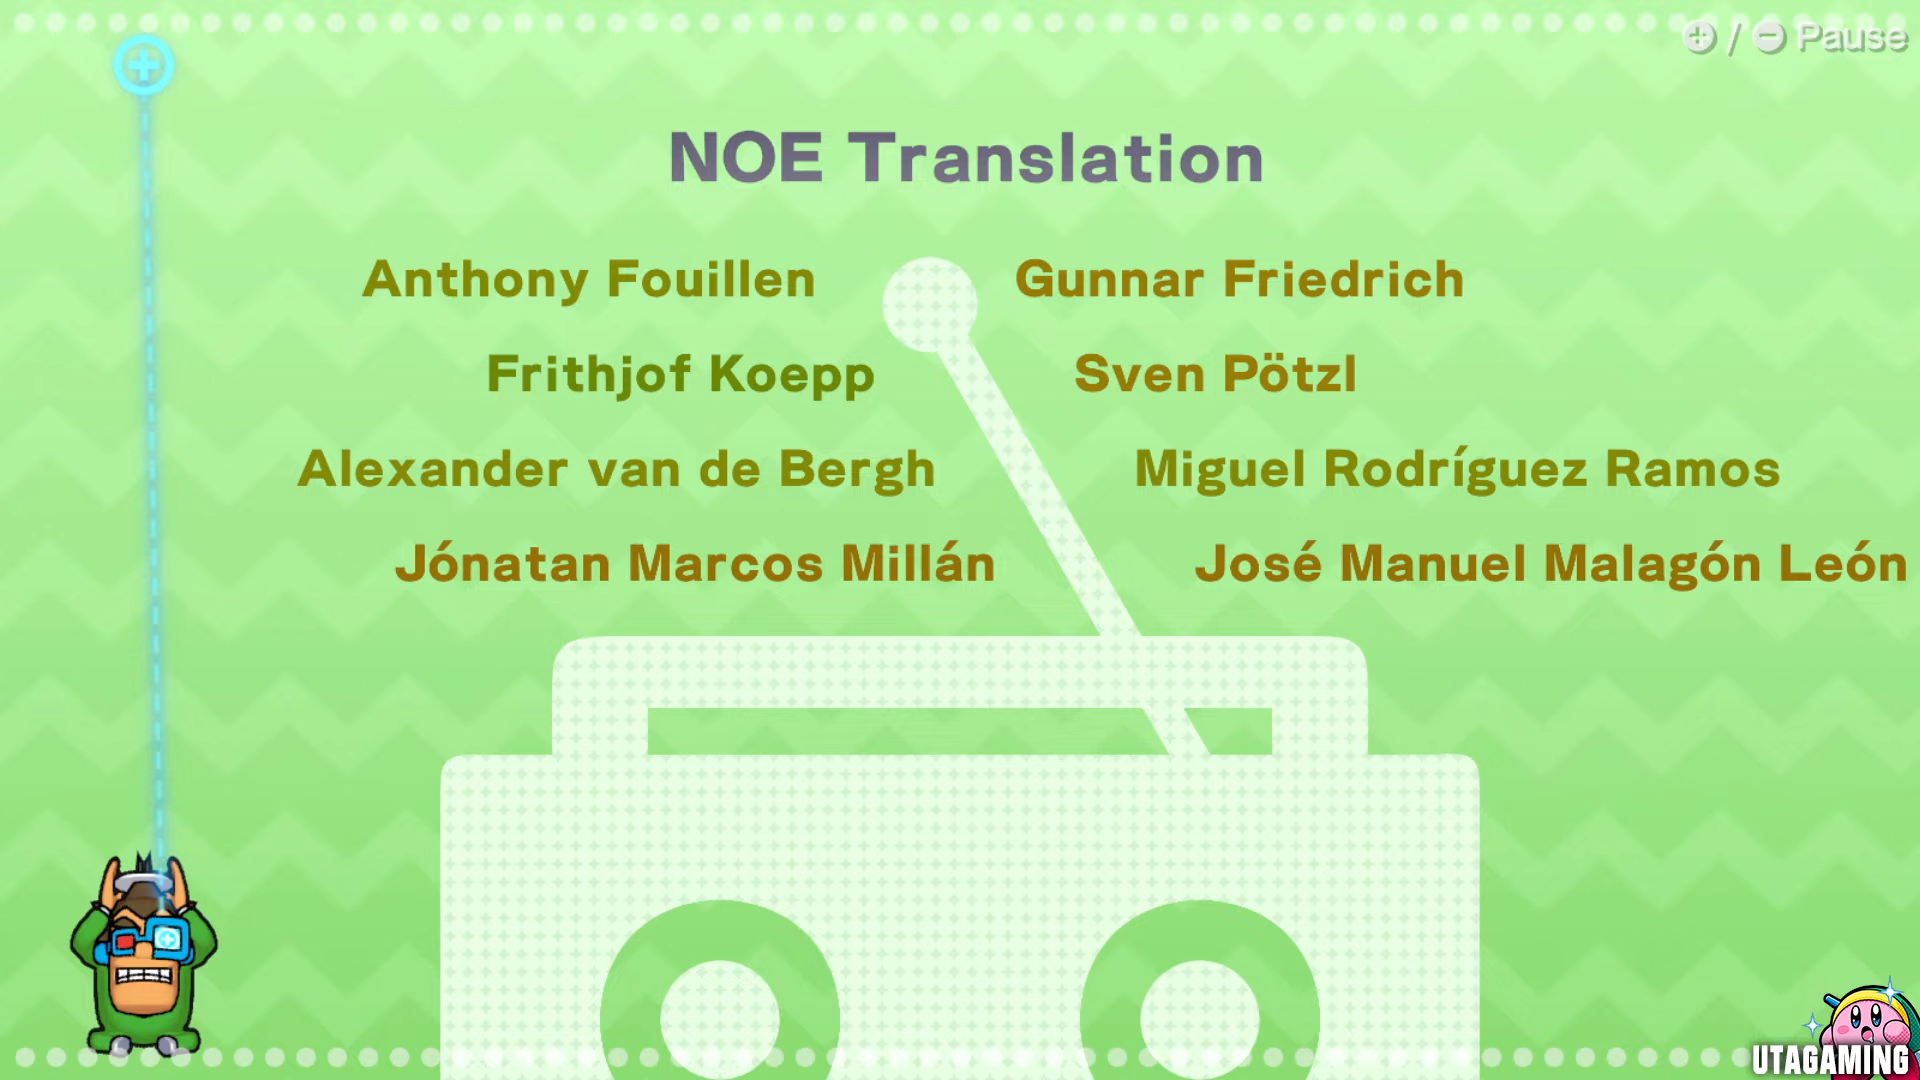 ⊕ / ⊖ Pause
NOE Translation
Anthony Fouillen Gunnar Friedrich
Frithjof Koepp Sven Pötzl
Alexander van de Bergh Miguel Rodríguez Ramos
Jónatan Marcos Millán José Manuel Malagón León
UTAGAMING